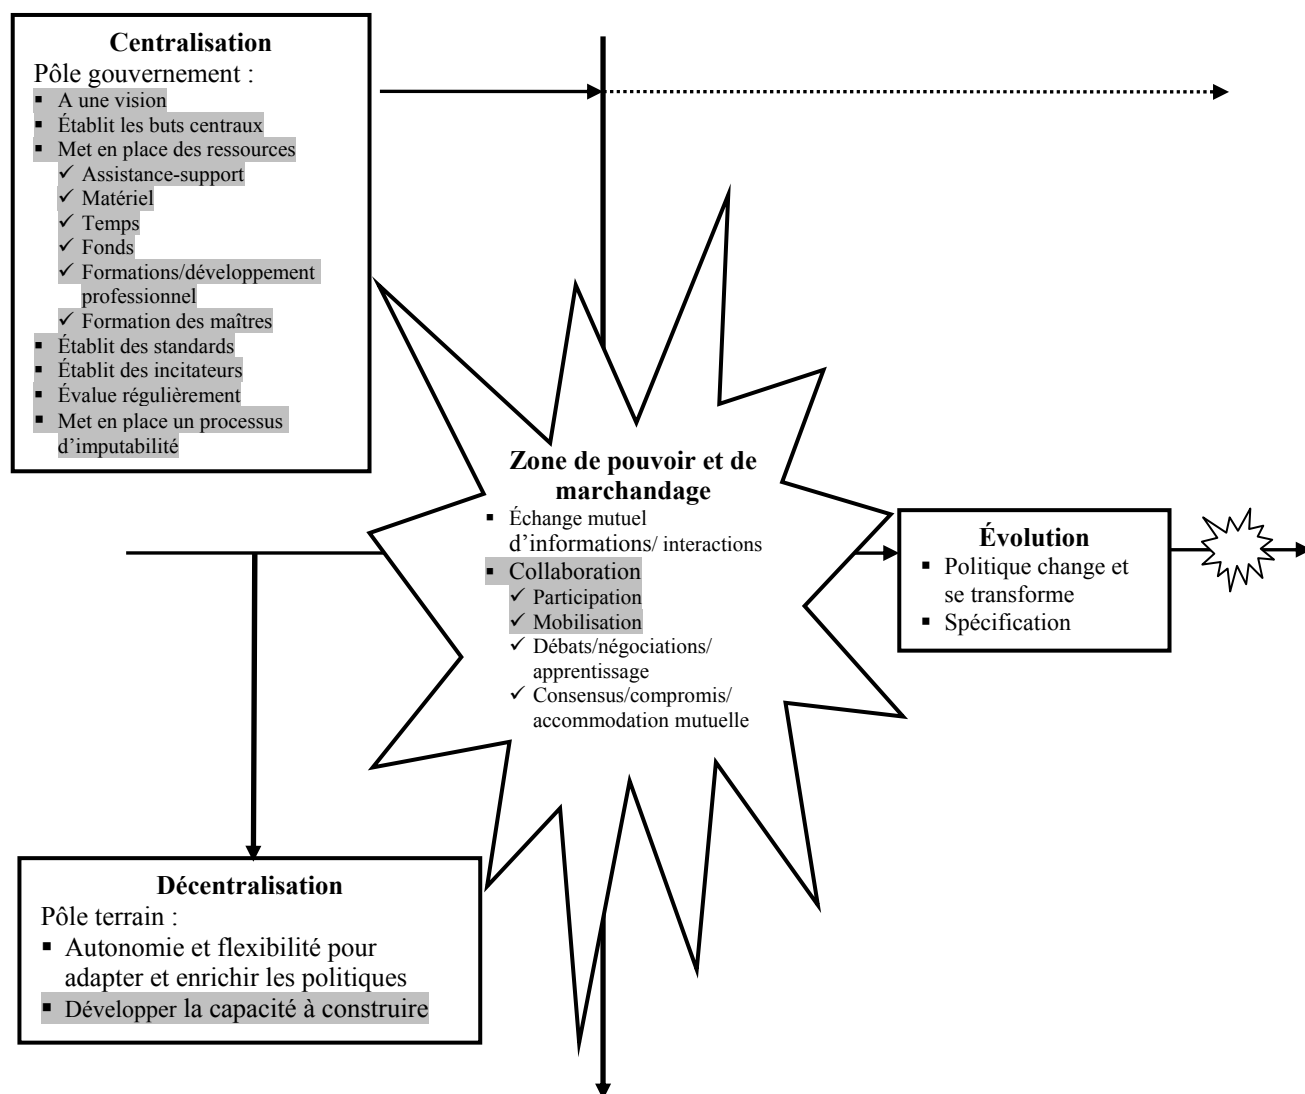 Centralisation
Pôle gouvernement :
▪ A une vision
▪ Établit les buts centraux
▪ Met en place des ressources
✓ Assistance-support
✓ Matériel
✓ Temps
✓ Fonds
✓ Formations/développement
professionnel
✓ Formation des maîtres
▪ Établit des standards
▪ Établit des incitateurs
▪ Évalue régulièrement
▪ Met en place un processus
d’imputabilité
Zone de pouvoir et de
marchandage
▪ Échange mutuel
d’informations/ interactions
▪ Collaboration
✓ Participation
✓ Mobilisation
✓ Débats/négociations/
apprentissage
✓ Consensus/compromis/
accommodation mutuelle
Évolution
▪ Politique change et
se transforme
▪ Spécification
Décentralisation
Pôle terrain :
▪ Autonomie et flexibilité pour
adapter et enrichir les politiques
▪ Développer la capacité à construire